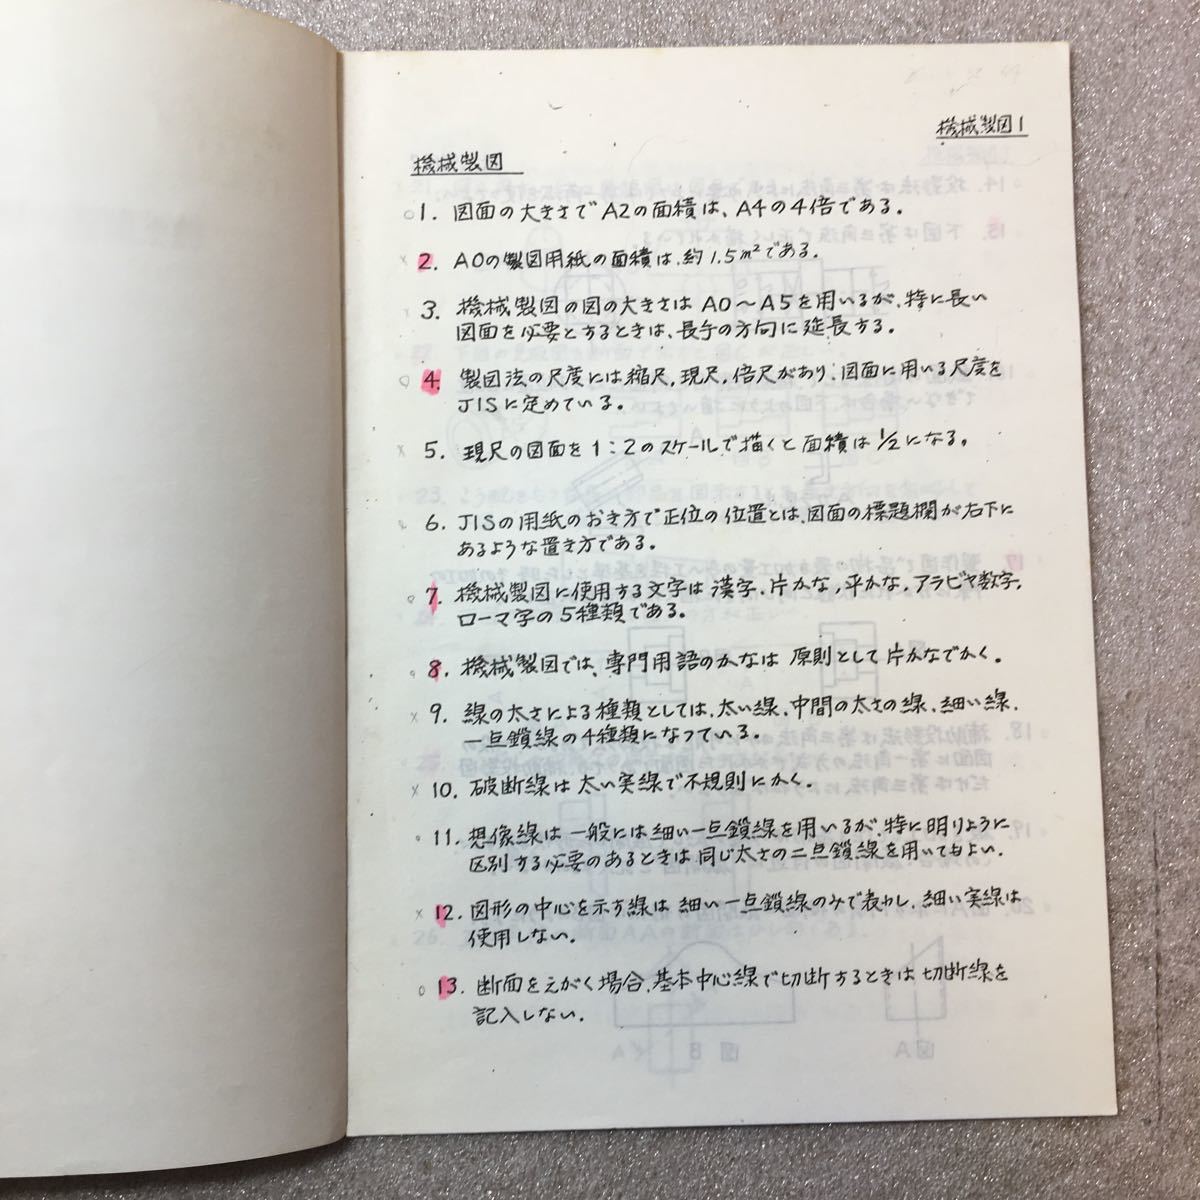 機械製図1
機械製図
○1. 図面の大きさでA2の面積は、A4の4倍である。
×2. A0の製図用紙の面積は、約1.5m²である。
3. 機械製図の図の大きさはA0〜A5を用いるが、特に長い
図面を必要とするときは、長手の方向に延長する。
○4. 製図法の尺度には縮尺,現尺,倍尺があり、図面に用いる尺度を
JISに定めている。
×5. 現尺の図面を1:2のスケールで描くと面積は1/2になる。
6. JISの用紙のおき方で正位の位置とは、図面の標題欄が右下に
あるような置き方である。
○7. 機械製図に使用する文字は漢字、片かな,平かな,アラビヤ数字,
ローマ字の5種類である。
○8. 機械製図では、専門用語のかなは原則として片かなでかく。
×9. 線の太さによる種類としては、太い線、中間の太さの線、細い線、
一点鎖線の4種類になっている。
×10. 破断線は太い実線で不規則にかく。
○11. 想像線は一般には細い一点鎖線を用いるが、特に明りように
区別する必要のあるときは同じ太さの二点鎖線を用いてもよい。
×12. 図形の中心を示す線は細い一点鎖線のみで表わし、細い実線は
使用しない。
○13. 断面をえがく場合、基本中心線で切断するときは切断線を
記入しない。